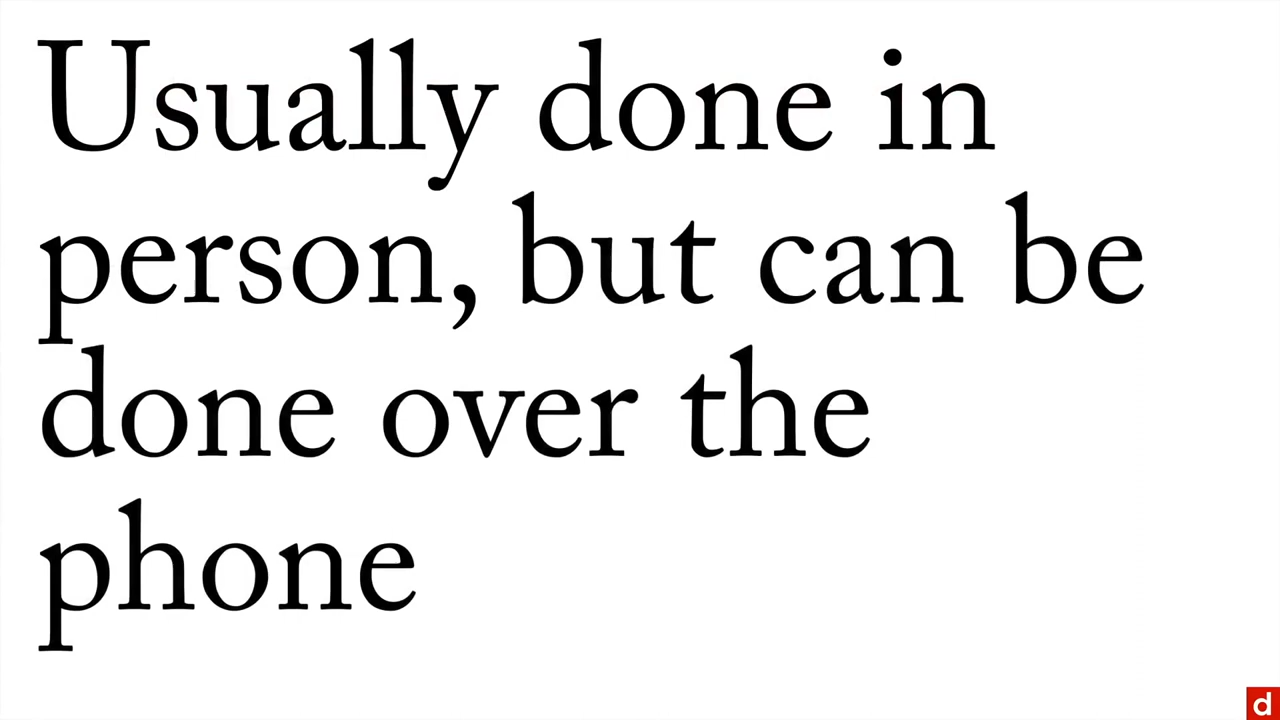 Usually done in
person, but can be
done over the
phone
d